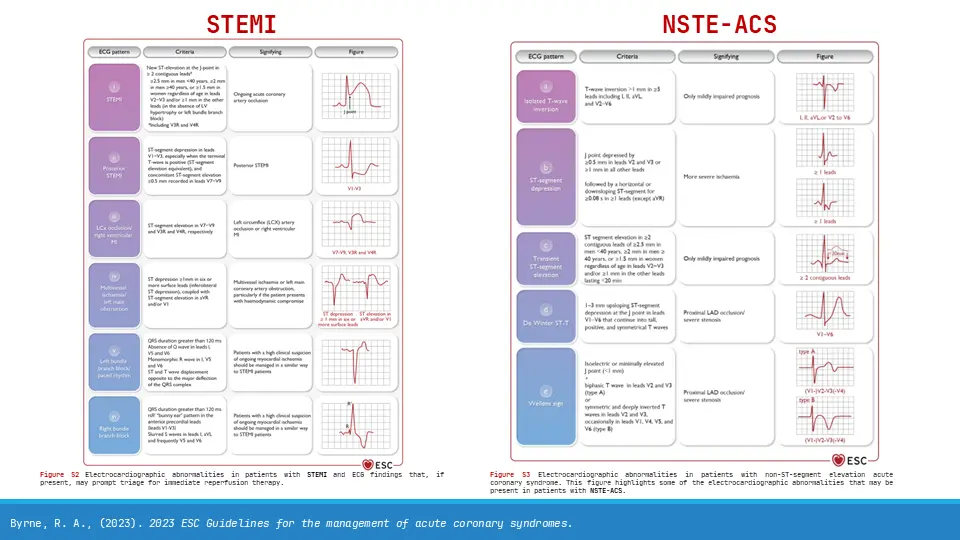 STEMI
ECG pattern Criteria Signifying Figure
i
STEMI
New ST-elevation at the J-point in
≥ 2 contiguous leads*
≥2.5 mm in men <40 years, ≥2 mm
in men ≥40 years, or ≥1.5 mm in
women regardless of age in leads
V2–V3 and/or ≥1 mm in the other
leads (in the absence of LV
hypertrophy or left bundle branch
block)
*Including V3R and V4R
Ongoing acute coronary
artery occlusion
J point
ii
Posterior
STEMI
ST-segment depression in leads
V1–V3, especially when the terminal
T-wave is positive (ST-segment
elevation equivalent), and
concomitant ST-segment elevation
≥0.5 mm recorded in leads V7–V9
Posterior STEMI
V1-V3
iii
LCx occlusion/
right ventricular
MI
ST-segment elevation in V7–V9
and V3R and V4R, respectively
Left circumflex (LCX) artery
occlusion or right ventricular
MI
V7-V9, V3R and V4R
iv
Multivessel
ischaemia/
left main
obstruction
ST depression ≥1mm in six or
more surface leads (inferolateral
ST depression), coupled with
ST-segment elevation in aVR
and/or V1
Multivessel ischaemia or left main
coronary artery obstruction,
particularly if the patient presents
with haemodynamic compromise
ST depression
≥ 1 mm in six or
more surface leads
ST elevation in
aVR and/or V1
v
Left bundle
branch block/
paced rhythm
QRS duration greater than 120 ms
Absence of Q wave in leads I,
V5 and V6
Monomorphic R wave in I, V5
and V6
ST and T wave displacement
opposite to the major deflection
of the QRS complex
Patients with a high clinical suspicion
of ongoing myocardial ischaemia
should be managed in a similar way
to STEMI patients
vi
Right bundle
branch block
QRS duration greater than 120 ms
rsR' "bunny ear" pattern in the
anterior precordial leads
(leads V1-V3)
Slurred S waves in leads I, aVL
and frequently V5 and V6
Patients with a high clinical suspicion
of ongoing myocardial ischaemia
should be managed in a similar way
to STEMI patients
R'
R
ESC
Figure S2 Electrocardiographic abnormalities in patients with STEMI and ECG findings that, if
present, may prompt triage for immediate reperfusion therapy.
NSTE-ACS
ECG pattern Criteria Signifying Figure
a
Isolated T-wave
inversion
T-wave inversion >1 mm in ≥5
leads including I, II, aVL,
and V2–V6
Only mildly impaired prognosis
I, II, aVL,or V2 to V6
b
ST-segment
depression
J point depressed by
≥0.5 mm in leads V2 and V3 or
≥1 mm in all other leads
followed by a horizontal or
downsloping ST-segment for
≥0.08 s in ≥1 leads (except aVR)
More severe ischaemia
≥ 1 leads
≥ 1 leads
c
Transient
ST-segment
elevation
ST segment elevation in ≥2
contiguous leads of ≥2.5 mm in
men <40 years, ≥2 mm in men ≥
40 years, or ≥1.5 mm in women
regardless of age in leads V2–V3
and/or ≥1 mm in the other leads
lasting <20 min
Only mildly impaired prognosis
≥ 2 contiguous leads
d
De Winter ST-T
1–3 mm upsloping ST-segment
depression at the J point in leads
V1–V6 that continue into tall,
positive, and symmetrical T waves
Proximal LAD occlusion/
severe stenosis
V1–V6
e
Wellens sign
Isoelectric or minimally elevated
J point (<1 mm)
+
biphasic T wave in leads V2 and V3
(type A)
or
symmetric and deeply inverted T
waves in leads V2 and V3,
occasionally in leads V1, V4, V5, and
V6 (type B)
Proximal LAD occlusion/
severe stenosis
type A
(V1-)V2-V3(-V4)
type B
(V1-)V2-V3(-V4)
ESC
Figure S3 Electrocardiographic abnormalities in patients with non-ST-segment elevation acute
coronary syndrome. This figure highlights some of the electrocardiographic abnormalities that may be
present in patients with NSTE-ACS.
Byrne, R. A., (2023). 2023 ESC Guidelines for the management of acute coronary syndromes.